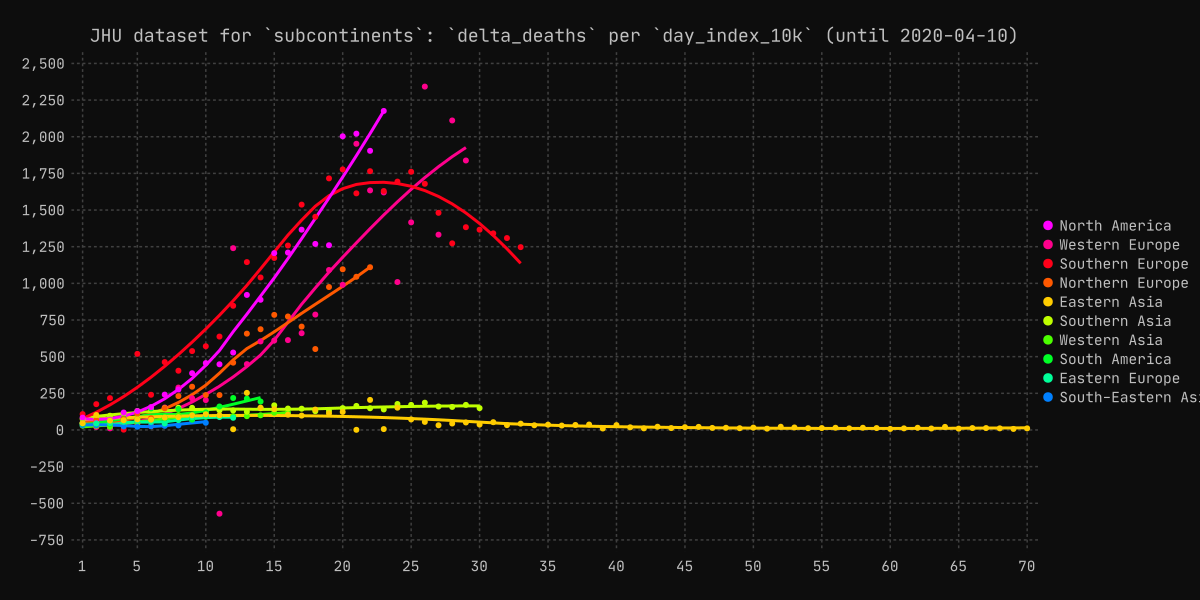 JHU dataset for `subcontinents`: `delta_deaths` per `day_index_10k` (until 2020-04-10)
2,500
2,250
2,000
1,750
1,500
1,250
1,000
750
500
250
0
-250
-500
-750
1 5 10 15 20 25 30 35 40 45 50 55 60 65 70
North America
Western Europe
Southern Europe
Northern Europe
Eastern Asia
Southern Asia
Western Asia
South America
Eastern Europe
South-Eastern Asi